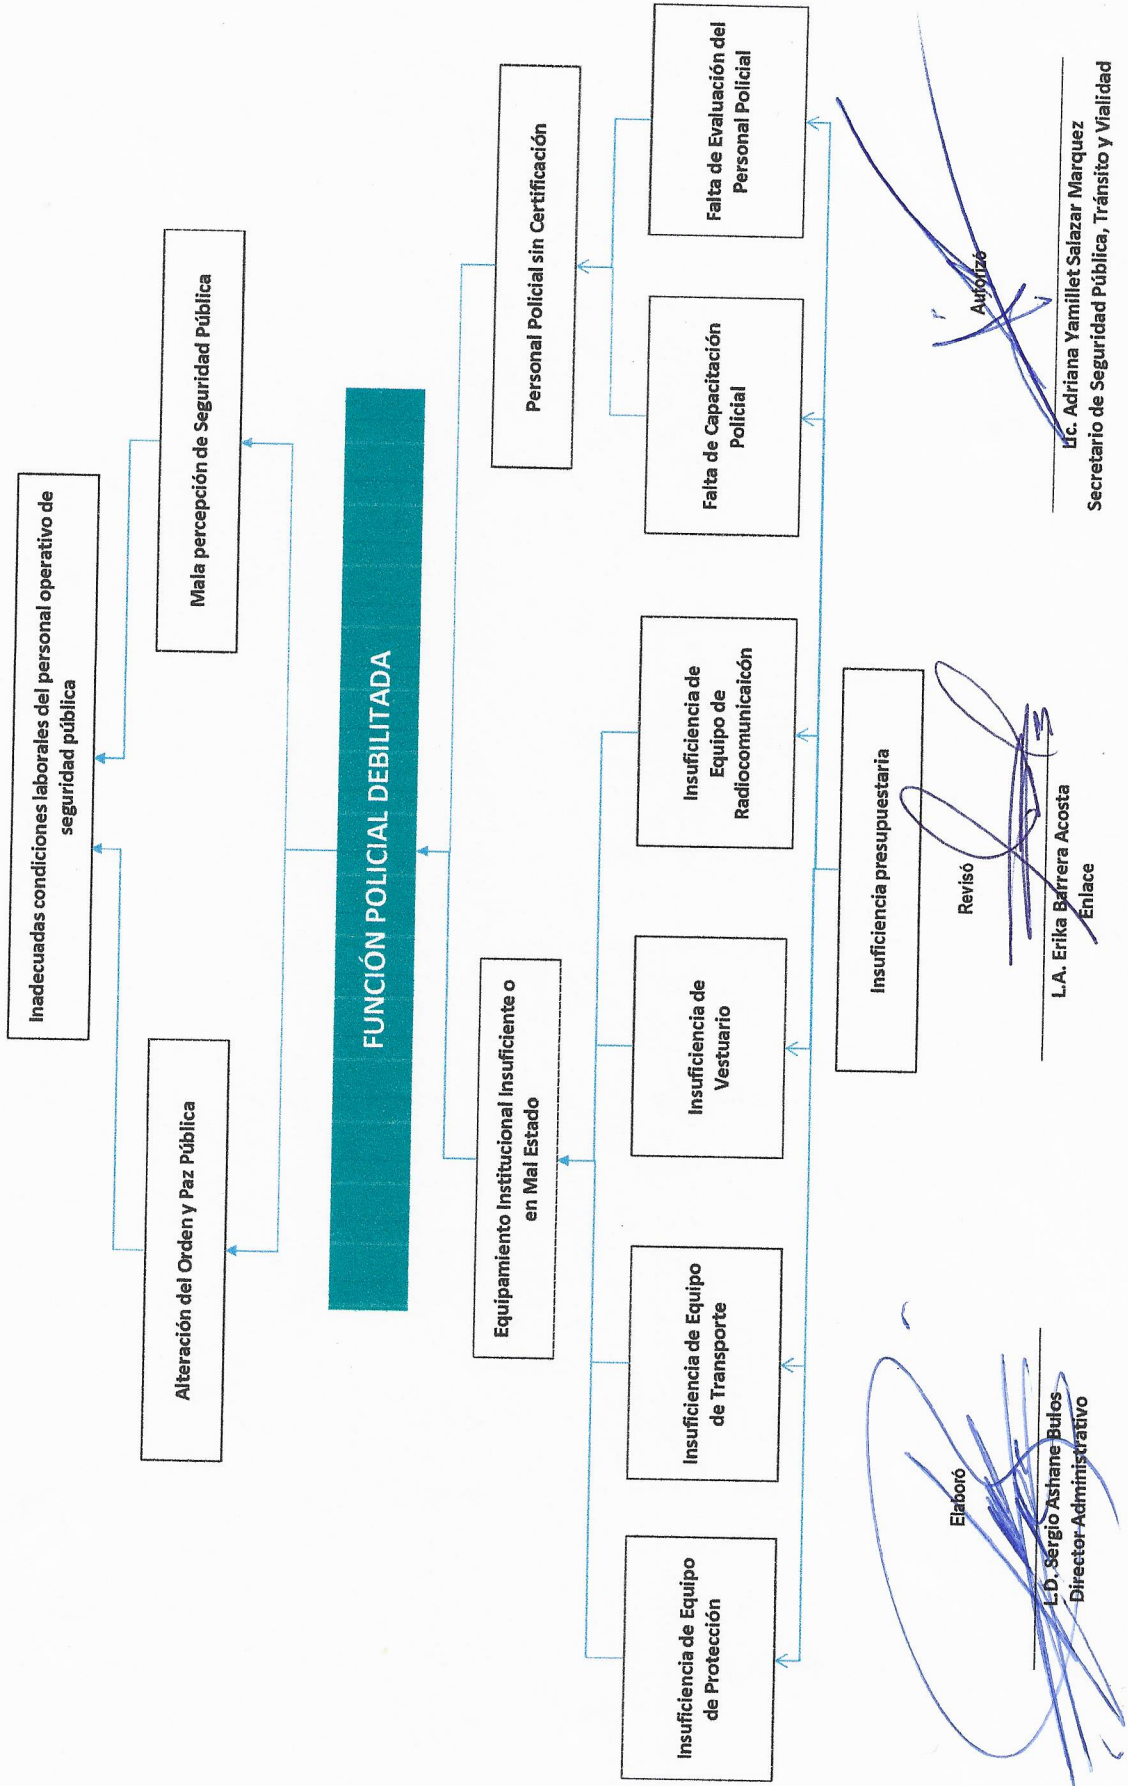 Inadecuadas condiciones laborales del personal operativo de
seguridad pública
Alteración del Orden y Paz Pública
Mala percepción de Seguridad Pública
FUNCIÓN POLICIAL DEBILITADA
Equipamiento Institucional Insuficiente o
en Mal Estado
Personal Policial sin Certificación
Insuficiencia de Equipo
de Protección
Insuficiencia de Equipo
de Transporte
Insuficiencia de
Vestuario
Insuficiencia de
Equipo de
Radiocomunicaicón
Falta de Capacitación
Policial
Falta de Evaluación del
Personal Policial
Insuficiencia presupuestaria
Elaboró
L.D. Sergio Ashane Bulos
Director Administrativo
Revisó
L.A. Erika Barrera Acosta
Enlace
Autorizó
Lic. Adriana Yamillet Salazar Marquez
Secretario de Seguridad Pública, Tránsito y Vialidad